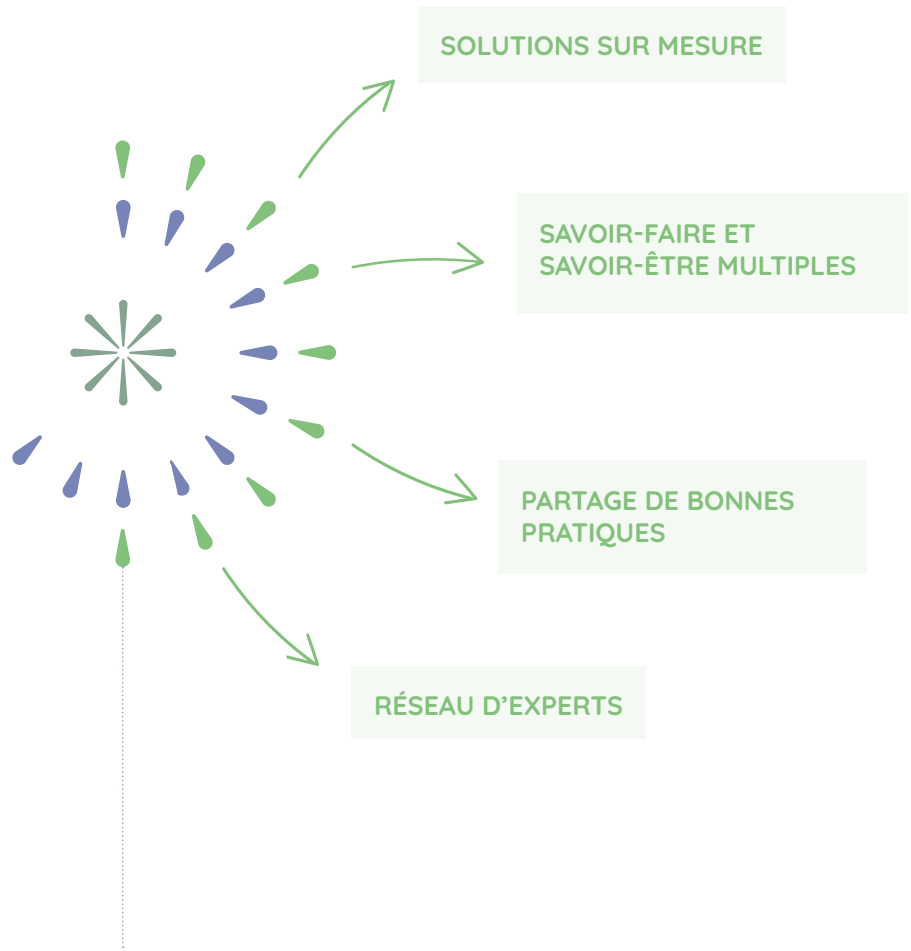 SOLUTIONS SUR MESURE
SAVOIR-FAIRE ET
SAVOIR-ÊTRE MULTIPLES
PARTAGE DE BONNES
PRATIQUES
RÉSEAU D’EXPERTS